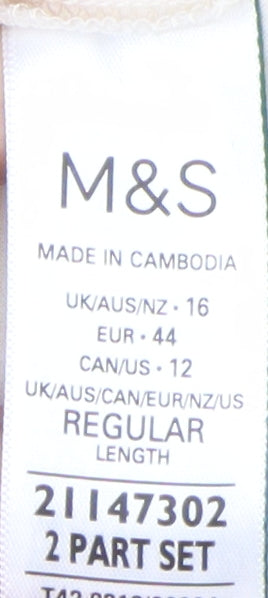 M&S
MADE IN CAMBODIA
UK/AUS/NZ • 16
EUR • 44
CAN/US • 12
UK/AUS/CAN/EUR/NZ/US
REGULAR
LENGTH
21147302
2 PART SET